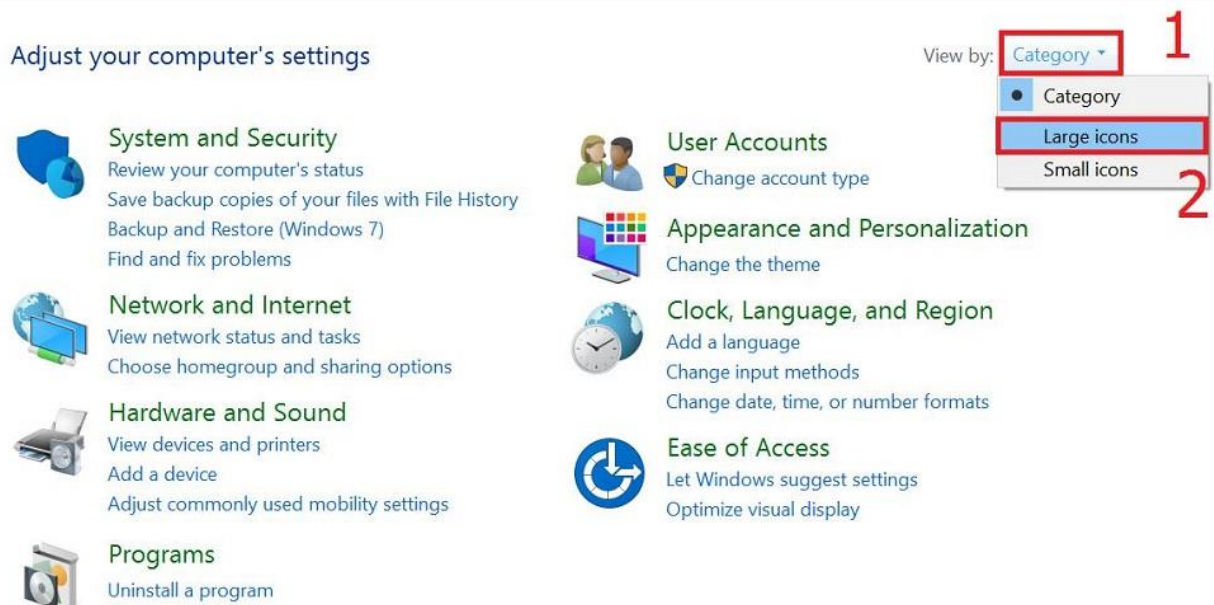 Adjust your computer's settings
View by: Category
1
Category
Large icons
Small icons
2
System and Security
Review your computer's status
Save backup copies of your files with File History
Backup and Restore (Windows 7)
Find and fix problems
Network and Internet
View network status and tasks
Choose homegroup and sharing options
Hardware and Sound
View devices and printers
Add a device
Adjust commonly used mobility settings
Programs
Uninstall a program
User Accounts
Change account type
Appearance and Personalization
Change the theme
Clock, Language, and Region
Add a language
Change input methods
Change date, time, or number formats
Ease of Access
Let Windows suggest settings
Optimize visual display